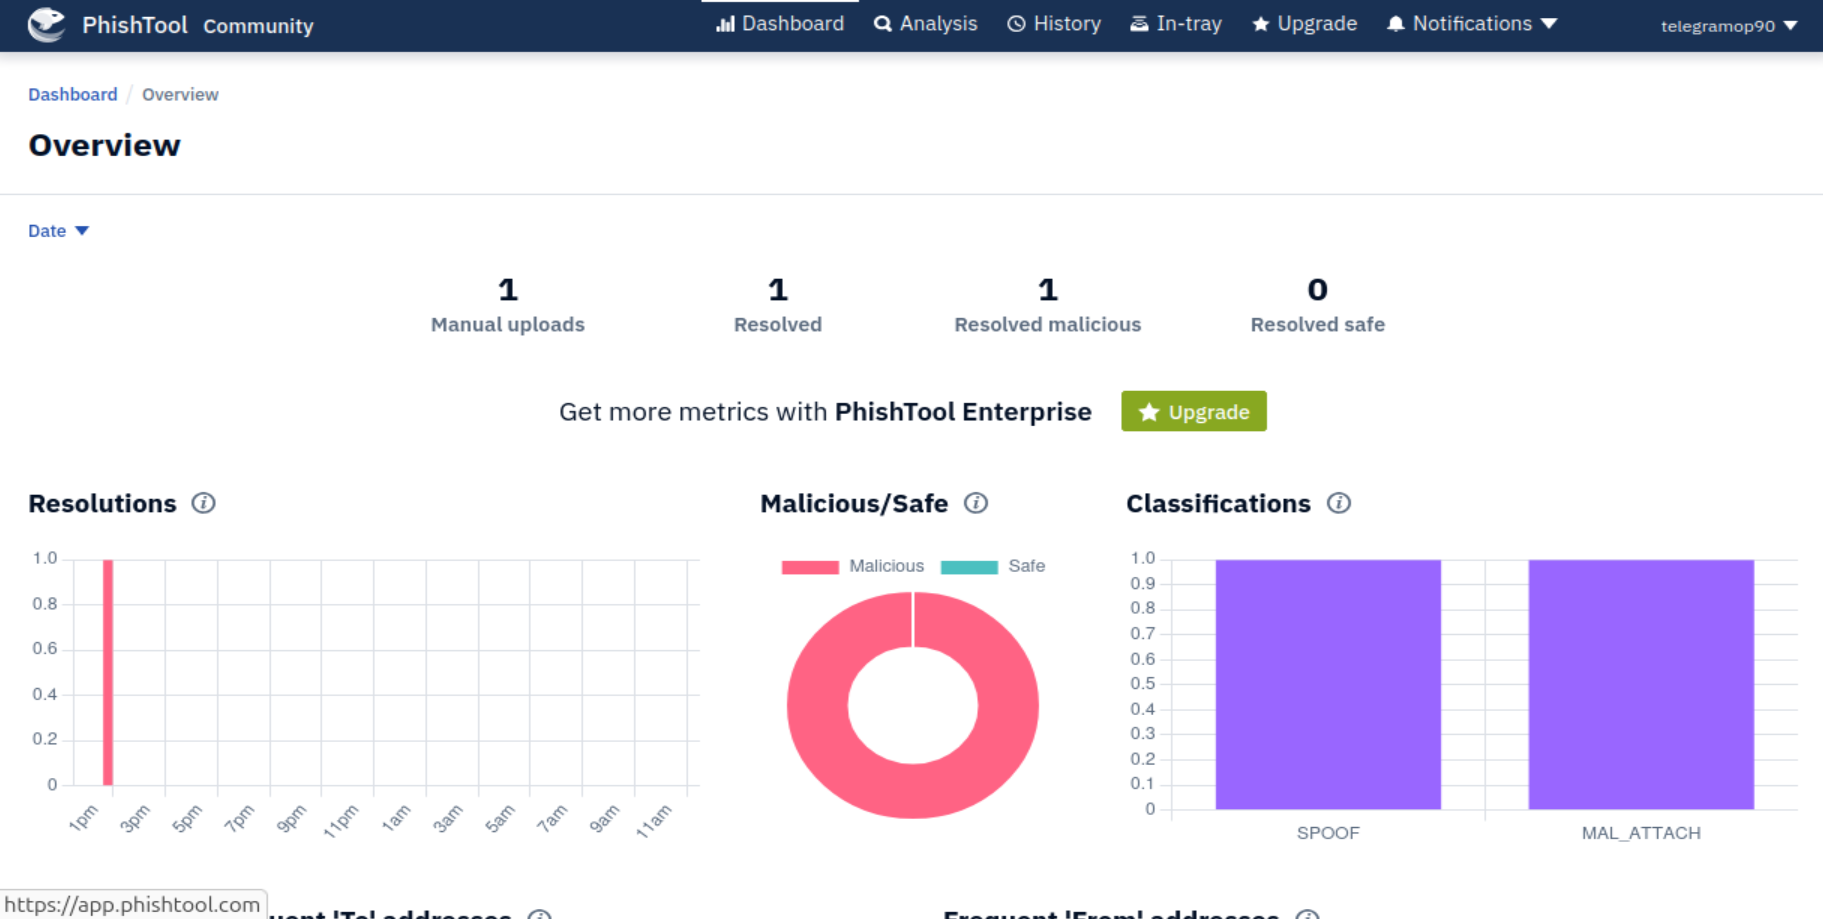 PhishTool Community
Dashboard Analysis History In-tray Upgrade Notifications telegramop90
Dashboard / Overview
Overview
Date
1 1 1 0
Manual uploads Resolved Resolved malicious Resolved safe
Get more metrics with PhishTool Enterprise Upgrade
Resolutions Malicious/Safe Classifications
Malicious Safe
1.0
0.8
0.6
0.4
0.2
0
1pm 3pm 5pm 7pm 9pm 11pm 1am 3am 5am 7am 9am 11am
1.0
0.9
0.8
0.7
0.6
0.5
0.4
0.3
0.2
0.1
0
SPOOF MAL_ATTACH
https://app.phishtool.com
'To' addresses Frequent 'From' addresses